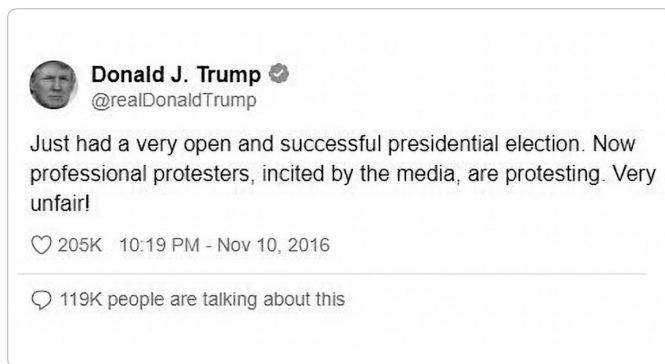 Donald J. Trump
@realDonaldTrump
Just had a very open and successful presidential election. Now
professional protesters, incited by the media, are protesting. Very
unfair!
205K 10:19 PM - Nov 10, 2016
119K people are talking about this